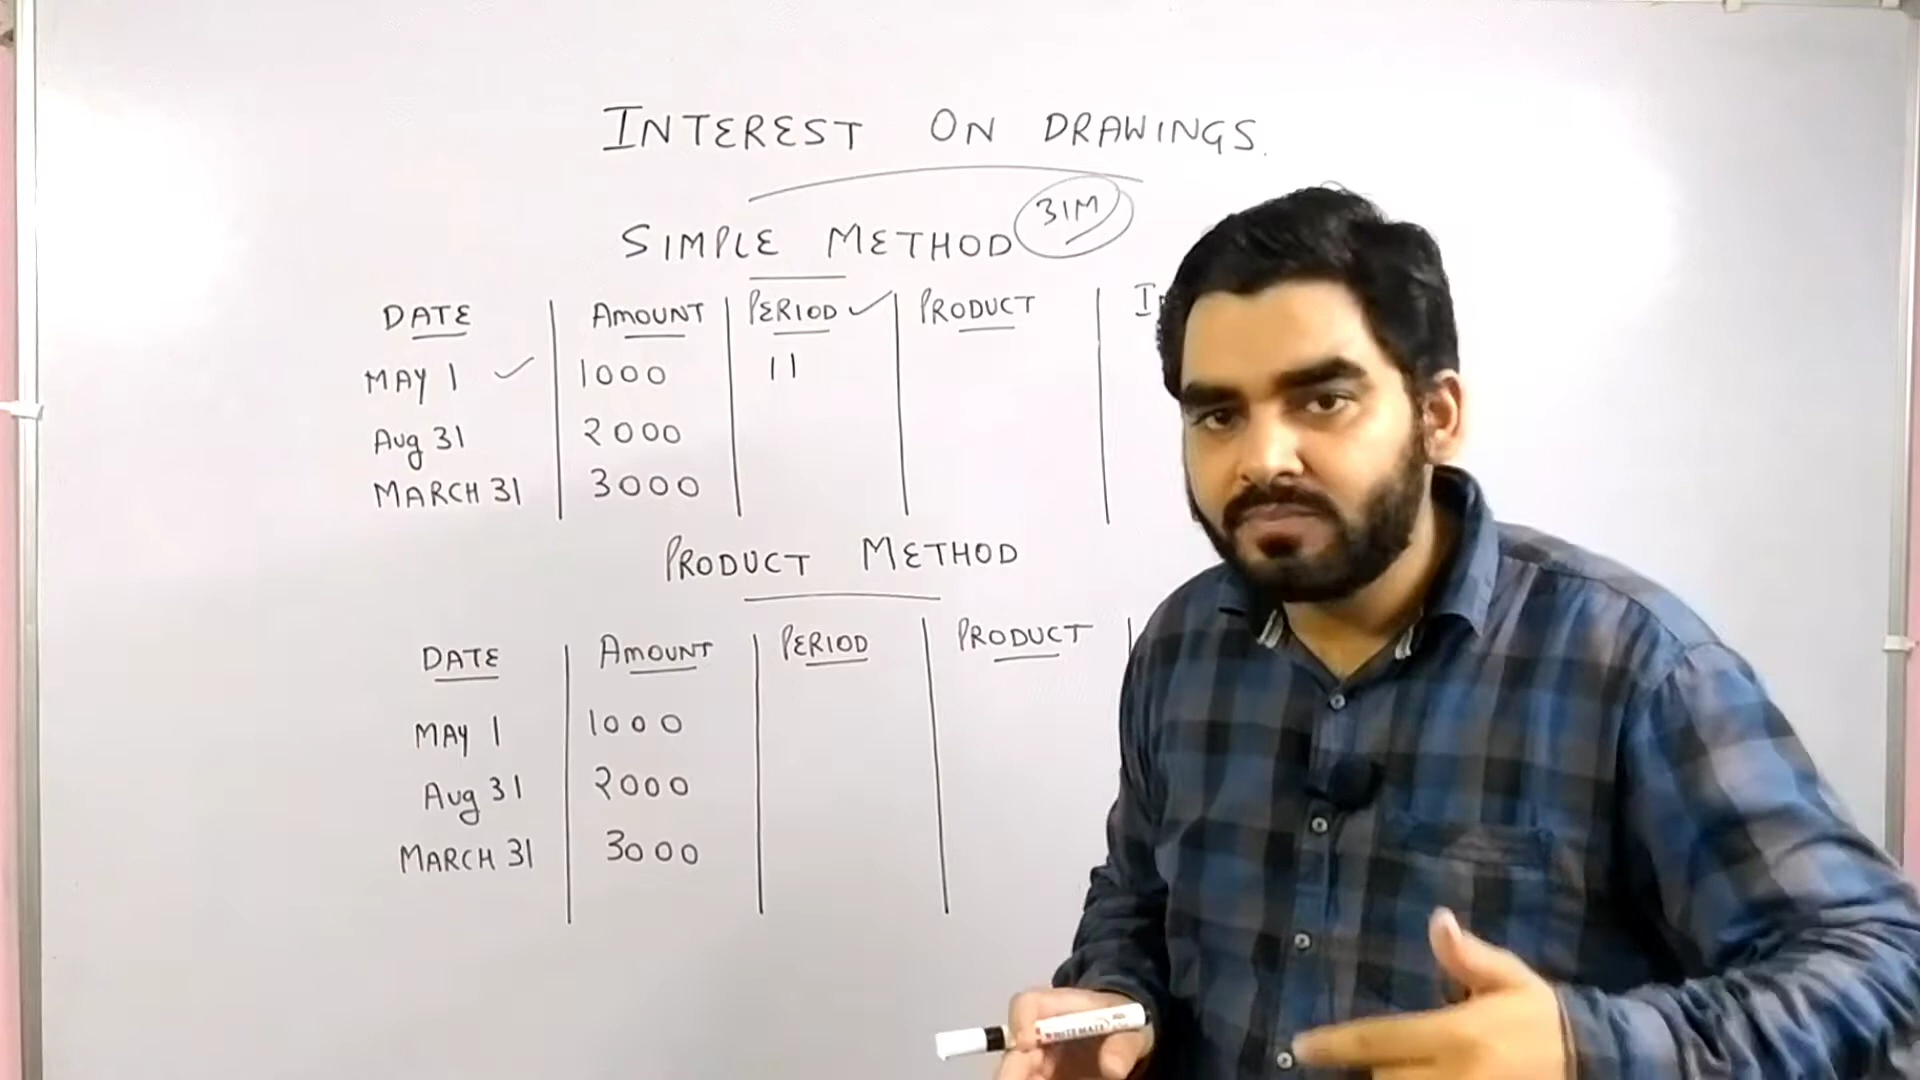 INTEREST ON DRAWINGS.
SIMPLE METHOD 31M
DATE AMOUNT PERIOD PRODUCT
MAY 1 1000 11
Aug 31 2000
MARCH 31 3000
PRODUCT METHOD
DATE AMOUNT PERIOD PRODUCT
MAY 1 1000
Aug 31 2000
MARCH 31 3000